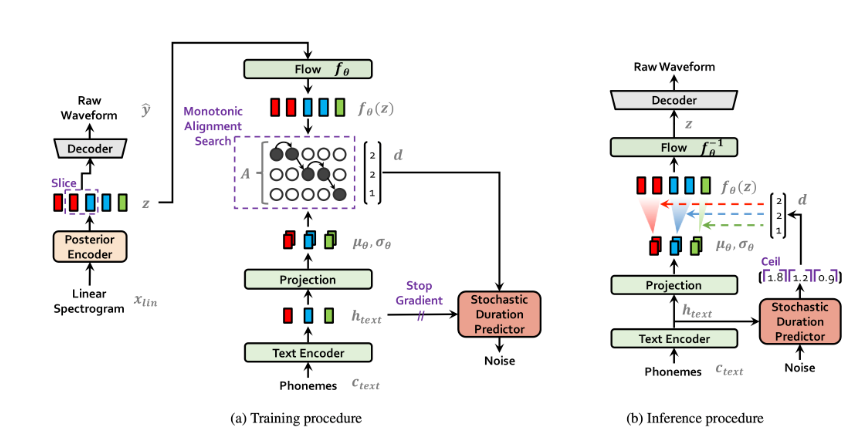 Raw
Waveform
ŷ
Decoder
Slice
z
Posterior
Encoder
Linear
Spectrogram
x_lin
Flow f_θ
f_θ(z)
Monotonic
Alignment
Search
A
2
2
1
d
μ_θ, σ_θ
Projection
h_text
Stop
Gradient
Stochastic
Duration
Predictor
Noise
Text Encoder
Phonemes
c_text
(a) Training procedure
Raw Waveform
Decoder
z
Flow f_θ^{-1}
f_θ(z)
2
2
1
d
μ_θ, σ_θ
Ceil
1.8 1.2 0.9
Projection
h_text
Stochastic
Duration
Predictor
Text Encoder
Phonemes
c_text
Noise
(b) Inference procedure